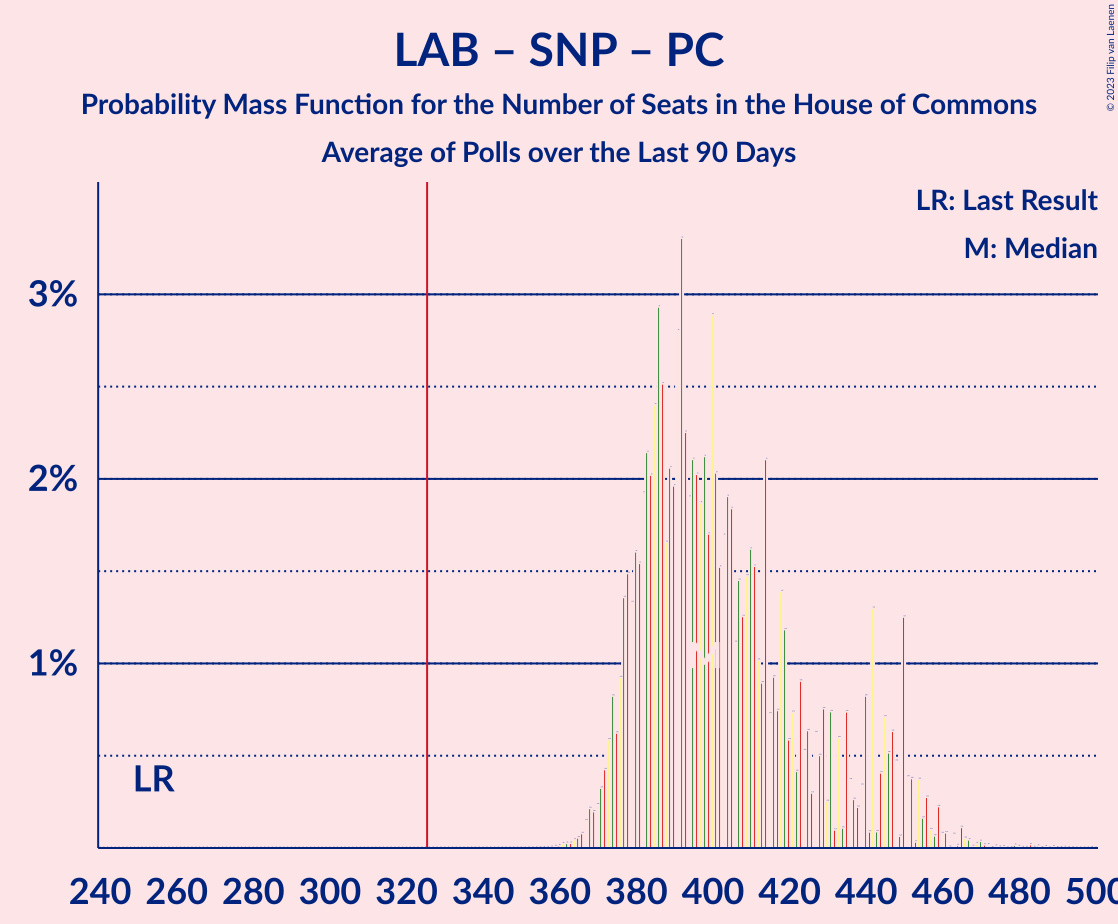 LAB – SNP – PC
Probability Mass Function for the Number of Seats in the House of Commons
Average of Polls over the Last 90 Days
© 2023 Filip van Laenen
LR: Last Result
M: Median
3%
2%
1%
LR
M
240 260 280 300 320 340 360 380 400 420 440 460 480 500